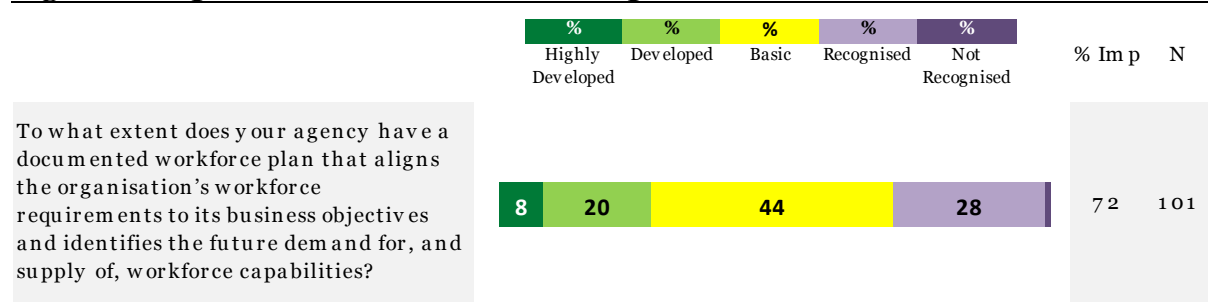 % % % % %
Highly Developed Basic Recognised Not % Imp N
Developed Recognised
To what extent does your agency have a
documented workforce plan that aligns
the organisation's workforce
requirements to its business objectives
and identifies the future demand for, and
supply of, workforce capabilities?
8 20 44 28 72 101